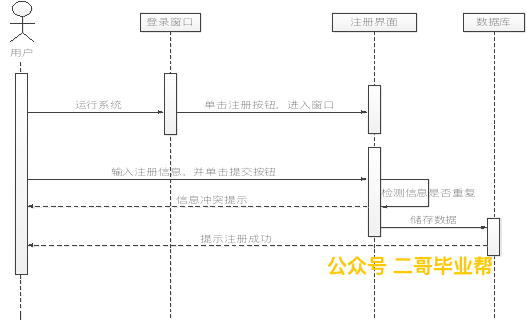 登录窗口
注册界面
数据库
用户
运行系统
单击注册按钮，进入窗口
输入注册信息，并单击提交按钮
检测信息是否重复
信息冲突提示
储存数据
提示注册成功
公众号 二哥毕业帮